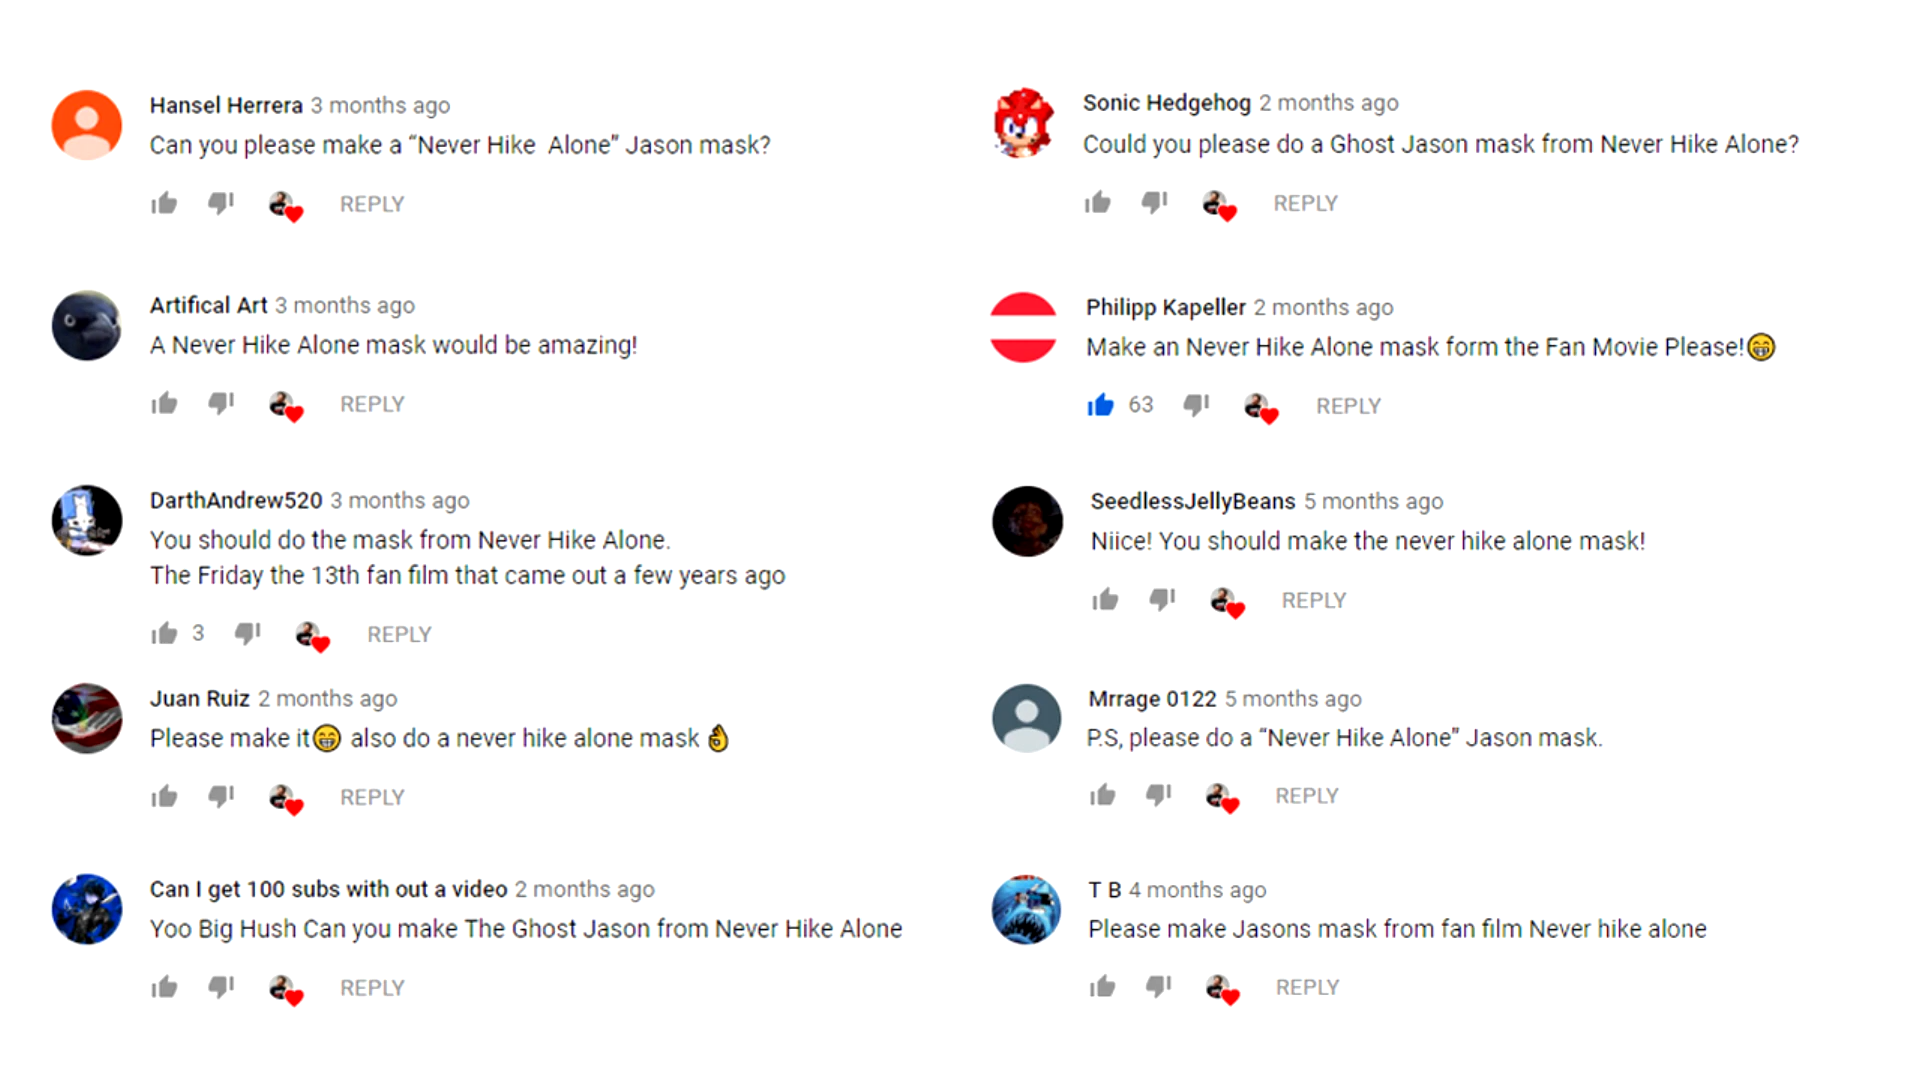 Hansel Herrera 3 months ago
Can you please make a “Never Hike  Alone” Jason mask?
REPLY
Artifical Art 3 months ago
A Never Hike Alone mask would be amazing!
REPLY
DarthAndrew520 3 months ago
You should do the mask from Never Hike Alone.
The Friday the 13th fan film that came out a few years ago
3 REPLY
Juan Ruiz 2 months ago
Please make it😁 also do a never hike alone mask 👌
REPLY
Can I get 100 subs with out a video 2 months ago
Yoo Big Hush Can you make The Ghost Jason from Never Hike Alone
REPLY
Sonic Hedgehog 2 months ago
Could you please do a Ghost Jason mask from Never Hike Alone?
REPLY
Philipp Kapeller 2 months ago
Make an Never Hike Alone mask form the Fan Movie Please!😁
63 REPLY
SeedlessJellyBeans 5 months ago
Niice! You should make the never hike alone mask!
REPLY
Mrrage 0122 5 months ago
P.S, please do a “Never Hike Alone” Jason mask.
REPLY
T B 4 months ago
Please make Jasons mask from fan film Never hike alone
REPLY